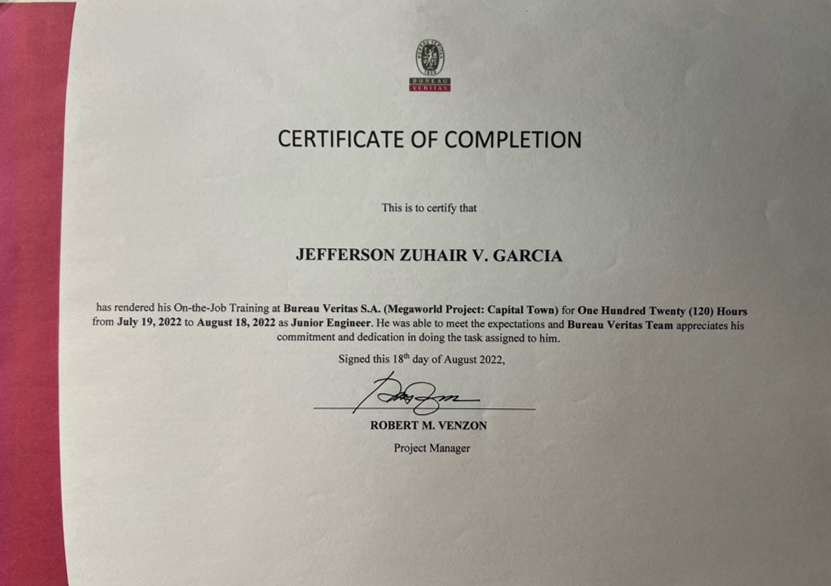 BUREAU VERITAS
1828
BUREAU
VERITAS
CERTIFICATE OF COMPLETION
This is to certify that
JEFFERSON ZUHAIR V. GARCIA
has rendered his On-the-Job Training at Bureau Veritas S.A. (Megaworld Project: Capital Town) for One Hundred Twenty (120) Hours
from July 19, 2022 to August 18, 2022 as Junior Engineer. He was able to meet the expectations and Bureau Veritas Team appreciates his
commitment and dedication in doing the task assigned to him.
Signed this 18th day of August 2022,
ROBERT M. VENZON
Project Manager